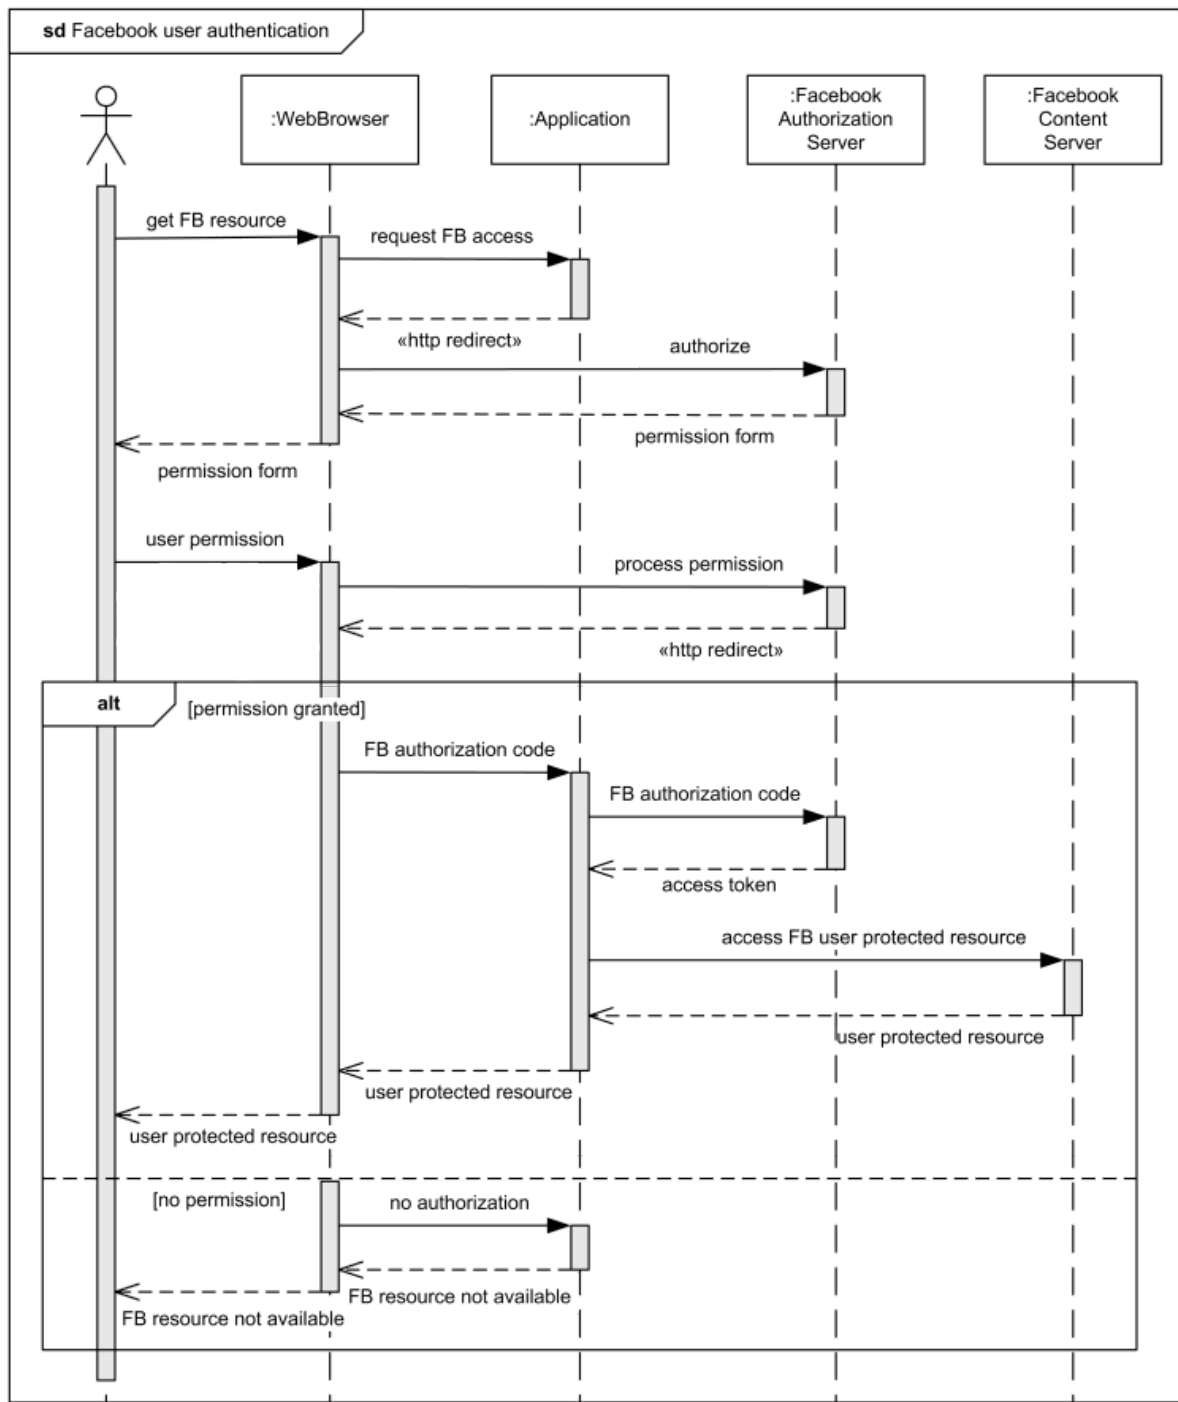 sd Facebook user authentication
:WebBrowser
:Application
:Facebook
Authorization
Server
:Facebook
Content
Server
get FB resource
request FB access
«http redirect»
authorize
permission form
permission form
user permission
process permission
«http redirect»
alt
[permission granted]
FB authorization code
FB authorization code
access token
access FB user protected resource
user protected resource
user protected resource
user protected resource
[no permission]
no authorization
FB resource not available
FB resource not available